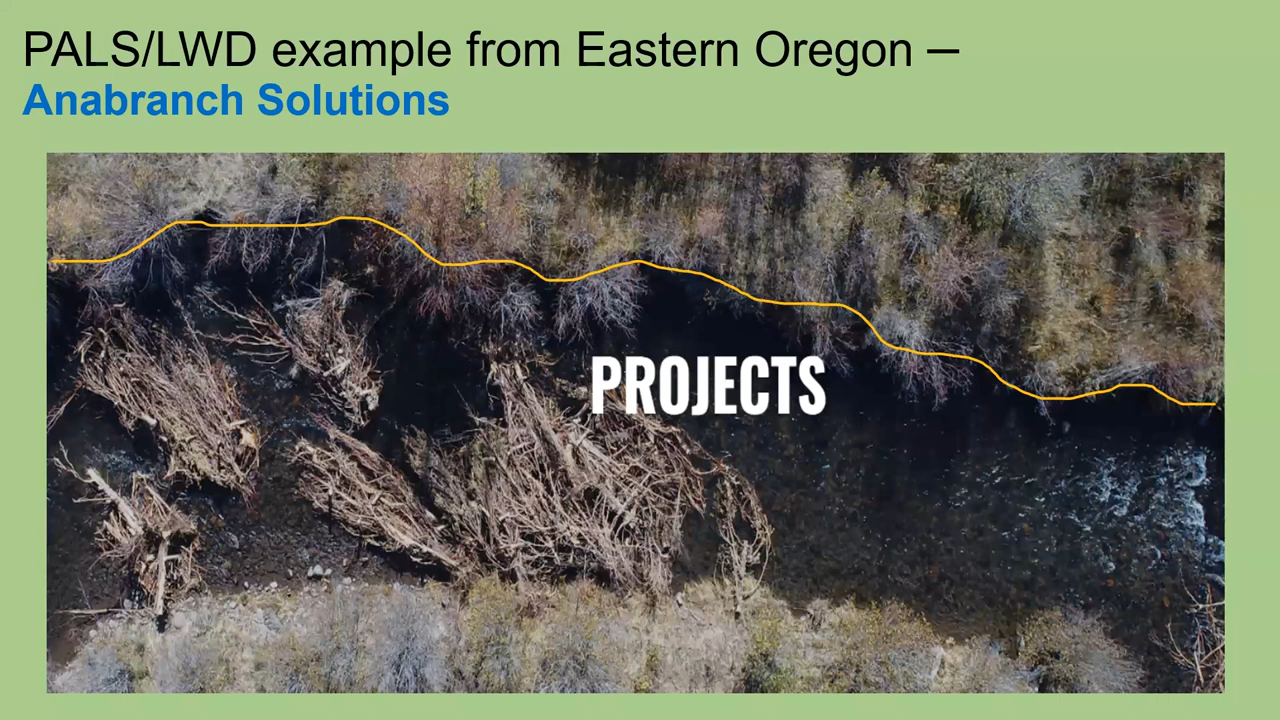 PALS/LWD example from Eastern Oregon –
Anabranch Solutions
PROJECTS